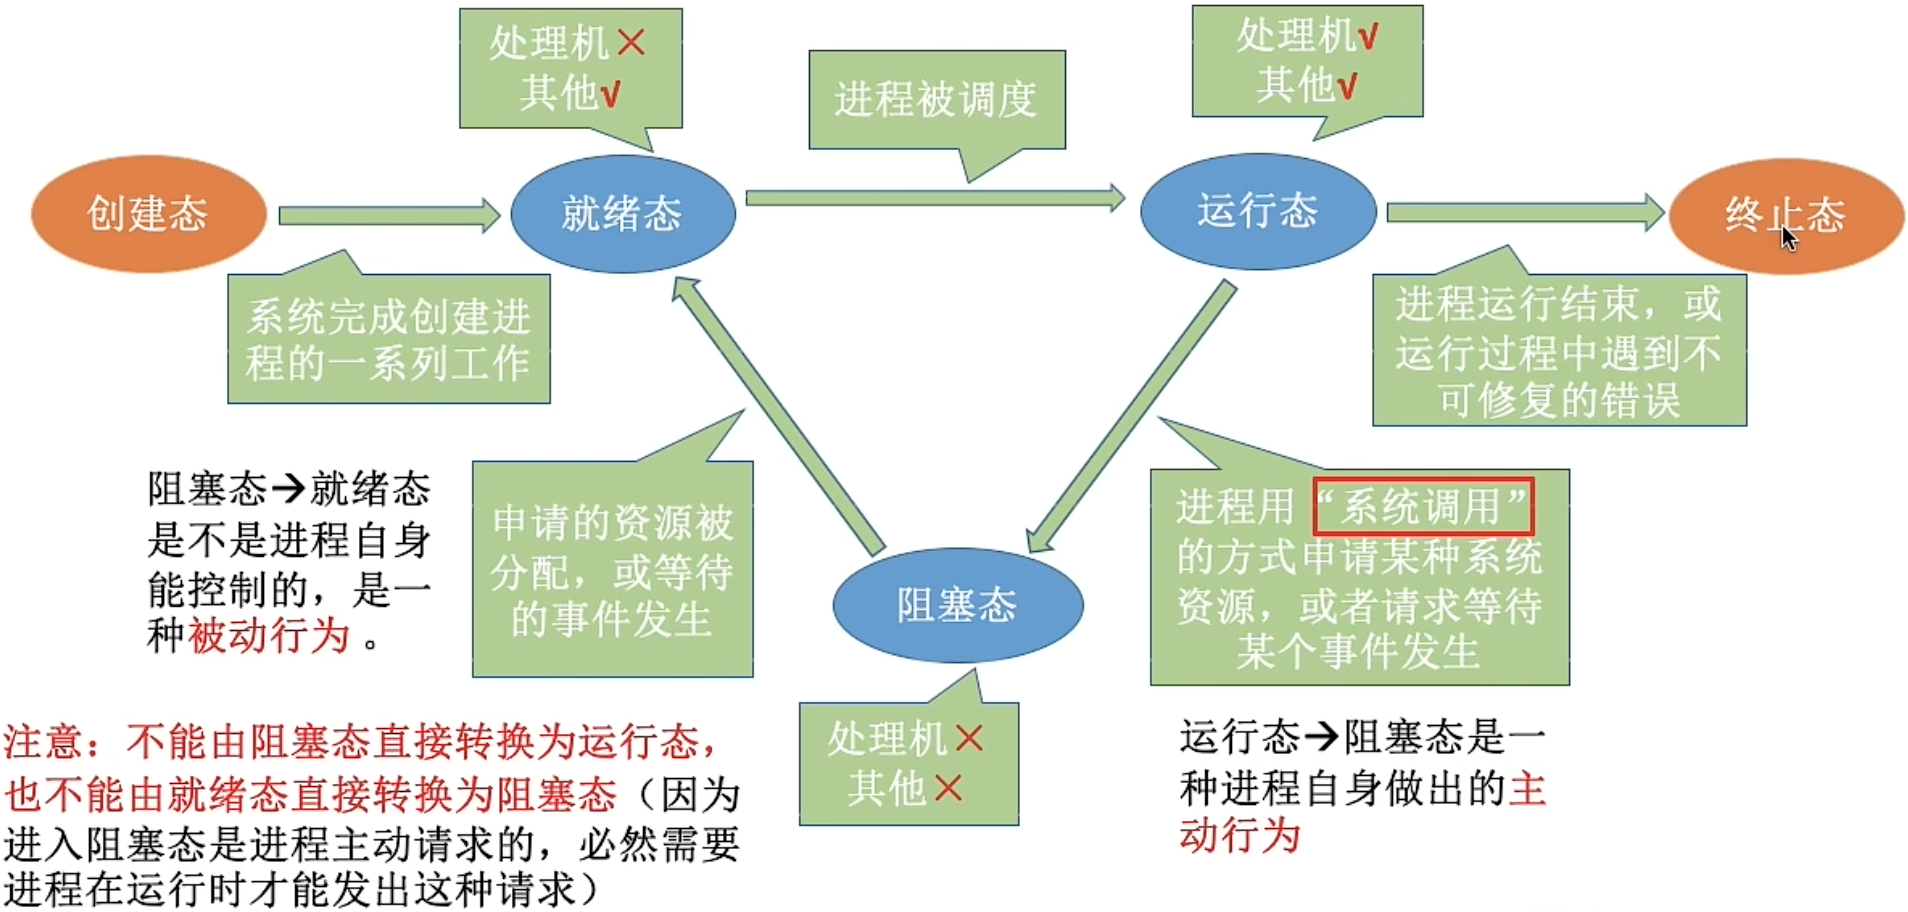 处理机×
其他√
进程被调度
处理机√
其他√
创建态
就绪态
运行态
终止态
系统完成创建进
程的一系列工作
进程运行结束，或
运行过程中遇到不
可修复的错误
阻塞态→就绪态
是不是进程自身
能控制的，是一
种被动行为。
申请的资源被
分配，或等待
的事件发生
进程用“系统调用”
的方式申请某种系统
资源，或者请求等待
某个事件发生
阻塞态
处理机×
其他×
注意：不能由阻塞态直接转换为运行态，
也不能由就绪态直接转换为阻塞态（因为
进入阻塞态是进程主动请求的，必然需要
进程在运行时才能发出这种请求）
运行态→阻塞态是一
种进程自身做出的主
动行为